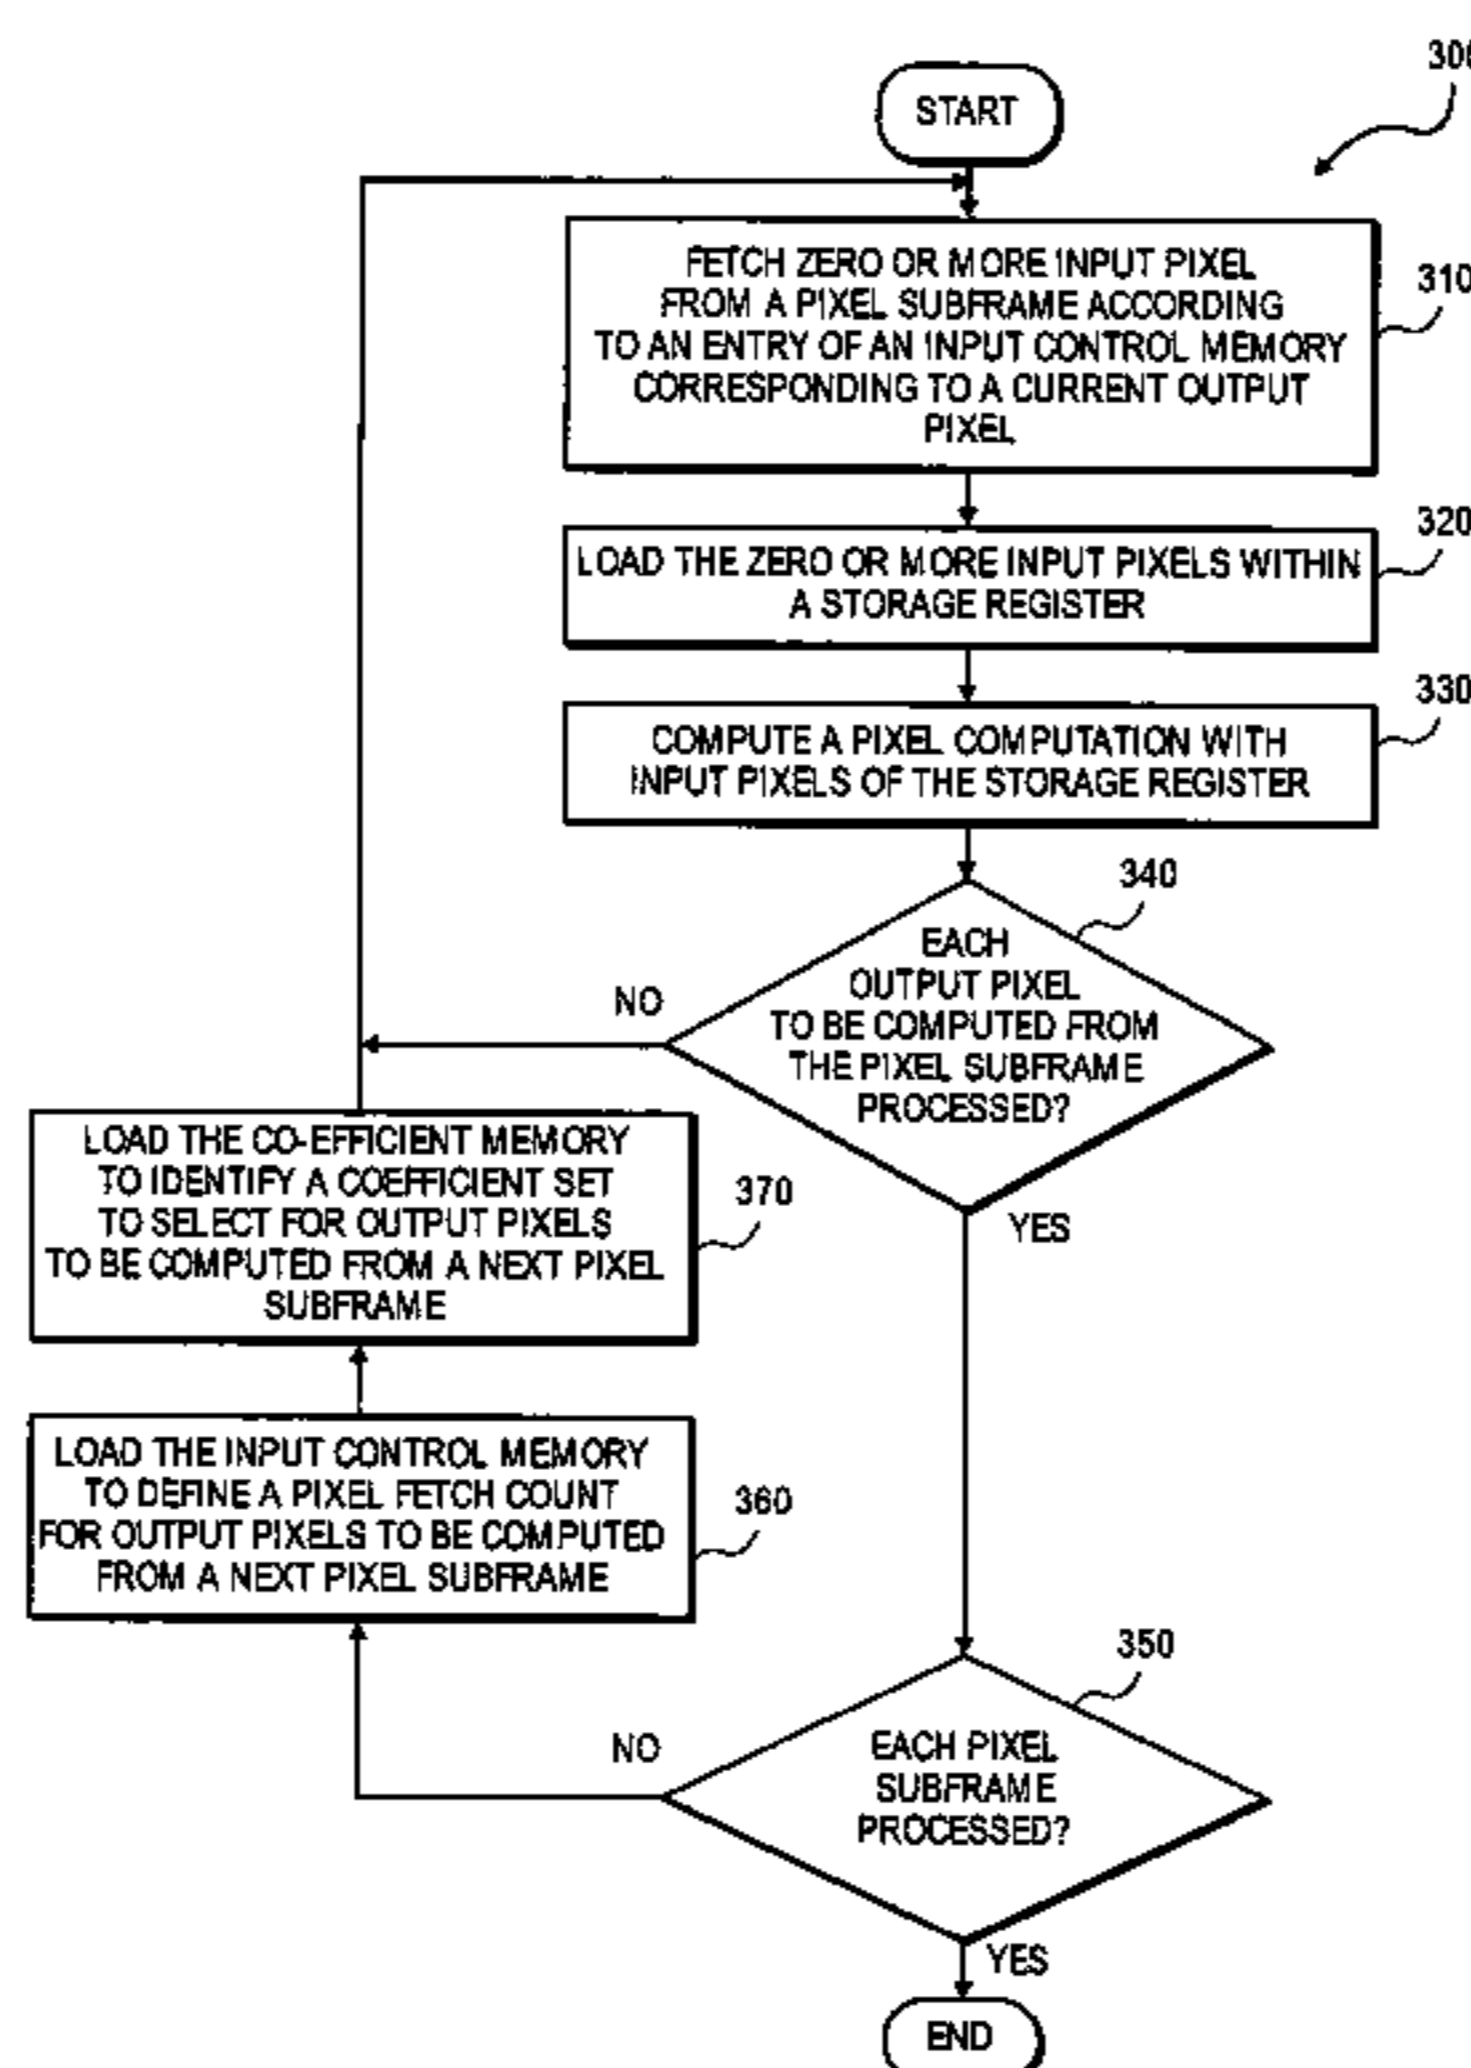 300
START
FETCH ZERO OR MORE INPUT PIXEL
FROM A PIXEL SUBFRAME ACCORDING
TO AN ENTRY OF AN INPUT CONTROL MEMORY
CORRESPONDING TO A CURRENT OUTPUT
PIXEL
310
LOAD THE ZERO OR MORE INPUT PIXELS WITHIN
A STORAGE REGISTER
320
COMPUTE A PIXEL COMPUTATION WITH
INPUT PIXELS OF THE STORAGE REGISTER
330
340
EACH
OUTPUT PIXEL
TO BE COMPUTED FROM
THE PIXEL SUBFRAME
PROCESSED?
NO
YES
LOAD THE CO-EFFICIENT MEMORY
TO IDENTIFY A COEFFICIENT SET
TO SELECT FOR OUTPUT PIXELS
TO BE COMPUTED FROM A NEXT PIXEL
SUBFRAME
370
LOAD THE INPUT CONTROL MEMORY
TO DEFINE A PIXEL FETCH COUNT
FOR OUTPUT PIXELS TO BE COMPUTED
FROM A NEXT PIXEL SUBFRAME
360
350
EACH PIXEL
SUBFRAME
PROCESSED?
NO
YES
END